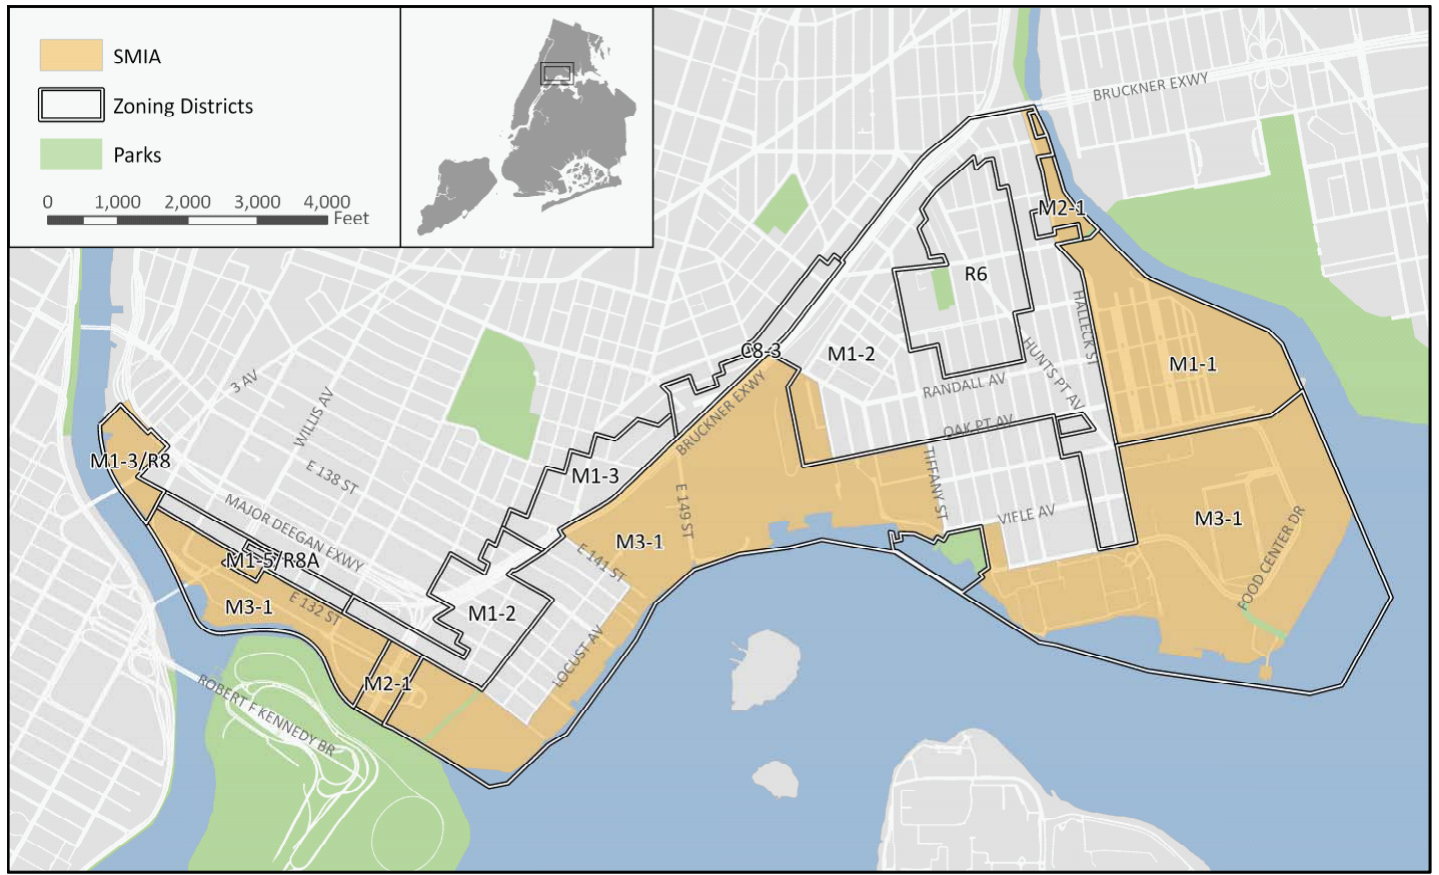 SMIA
Zoning Districts
Parks
0 1,000 2,000 3,000 4,000
Feet
BRUCKNER EXWY
M2-1
R6
HALLECK ST
C8-3
M1-2
HUNTS PT AV
M1-1
3 AV
RANDALL AV
WILLIS AV
BRUCKNER EXWY
OAK PT AV
M1-3/R8
E 138 ST
M1-3
TIFFANY ST
MAJOR DEEGAN EXWY
E 149 ST
VIELE AV
M3-1
M3-1
FOOD CENTER DR
M1-5/R8A
E 141 ST
M3-1
E 132 ST
M1-2
LOCUST AV
M2-1
ROBERT F KENNEDY BR